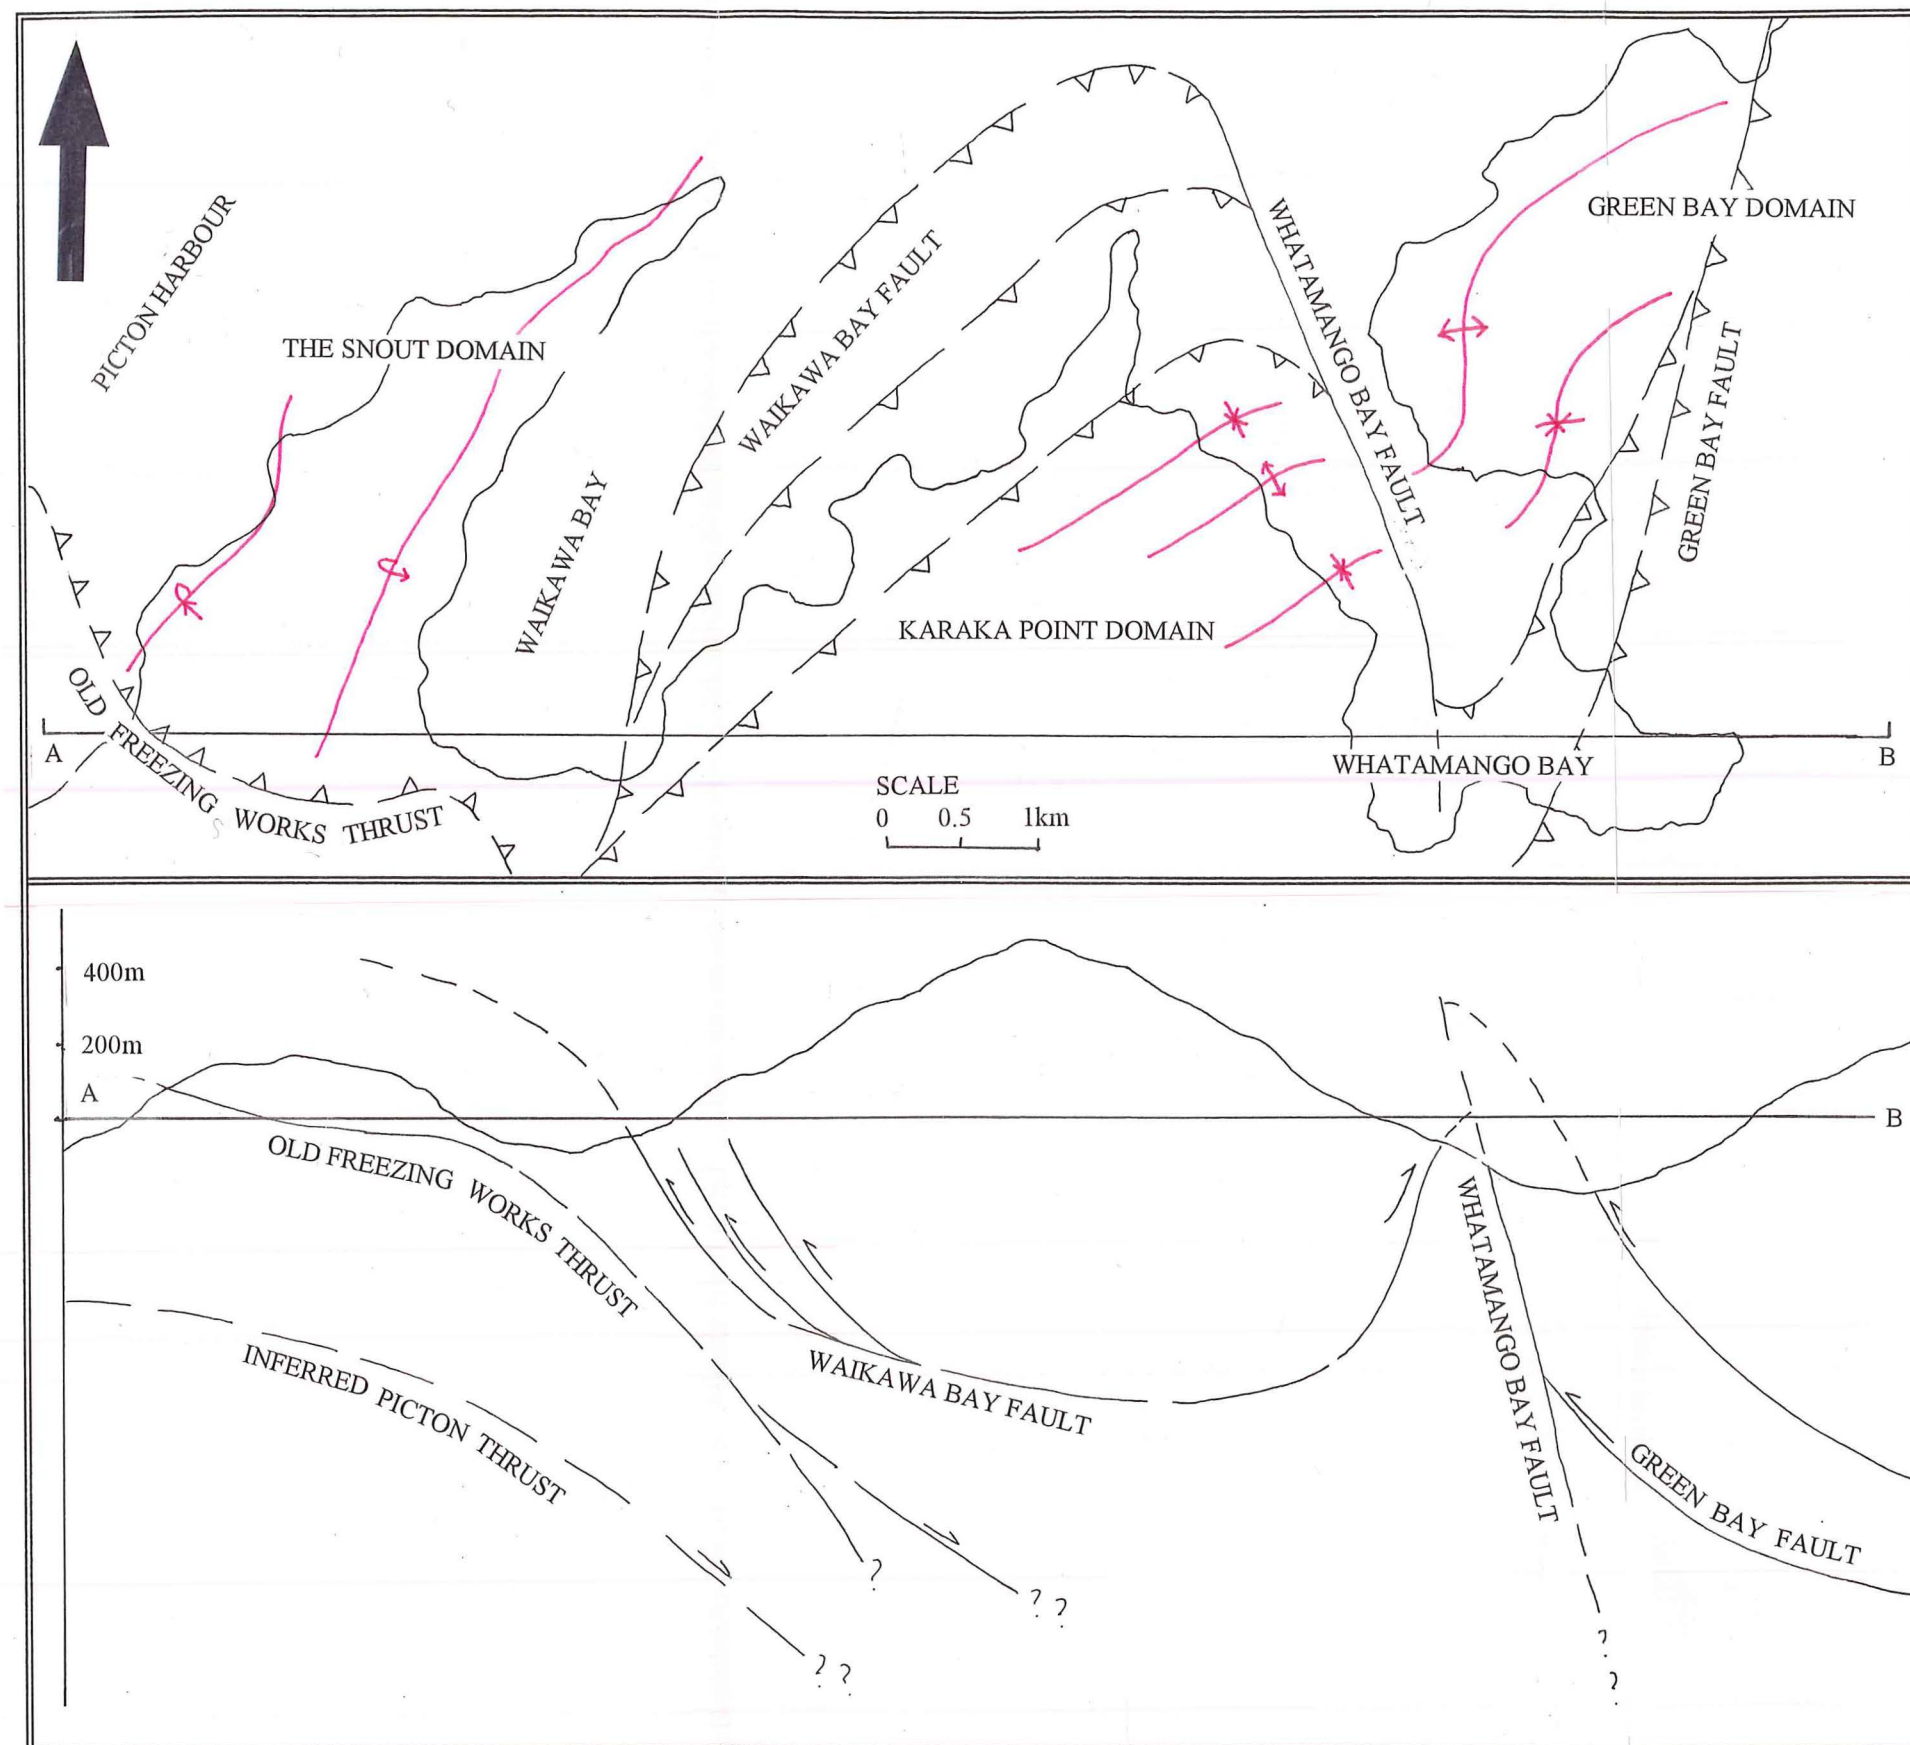 PICTON HARBOUR
THE SNOUT DOMAIN
WAIKAWA BAY
WAIKAWA BAY FAULT
WHATAMANGO BAY FAULT
GREEN BAY DOMAIN
GREEN BAY FAULT
KARAKA POINT DOMAIN
OLD FREEZING WORKS THRUST
A
B
WHATAMANGO BAY
SCALE
0 0.5 1km
400m
200m
A
B
OLD FREEZING WORKS THRUST
INFERRED PICTON THRUST
WAIKAWA BAY FAULT
WHATAMANGO BAY FAULT
GREEN BAY FAULT
?
? ?
? ?
?
?